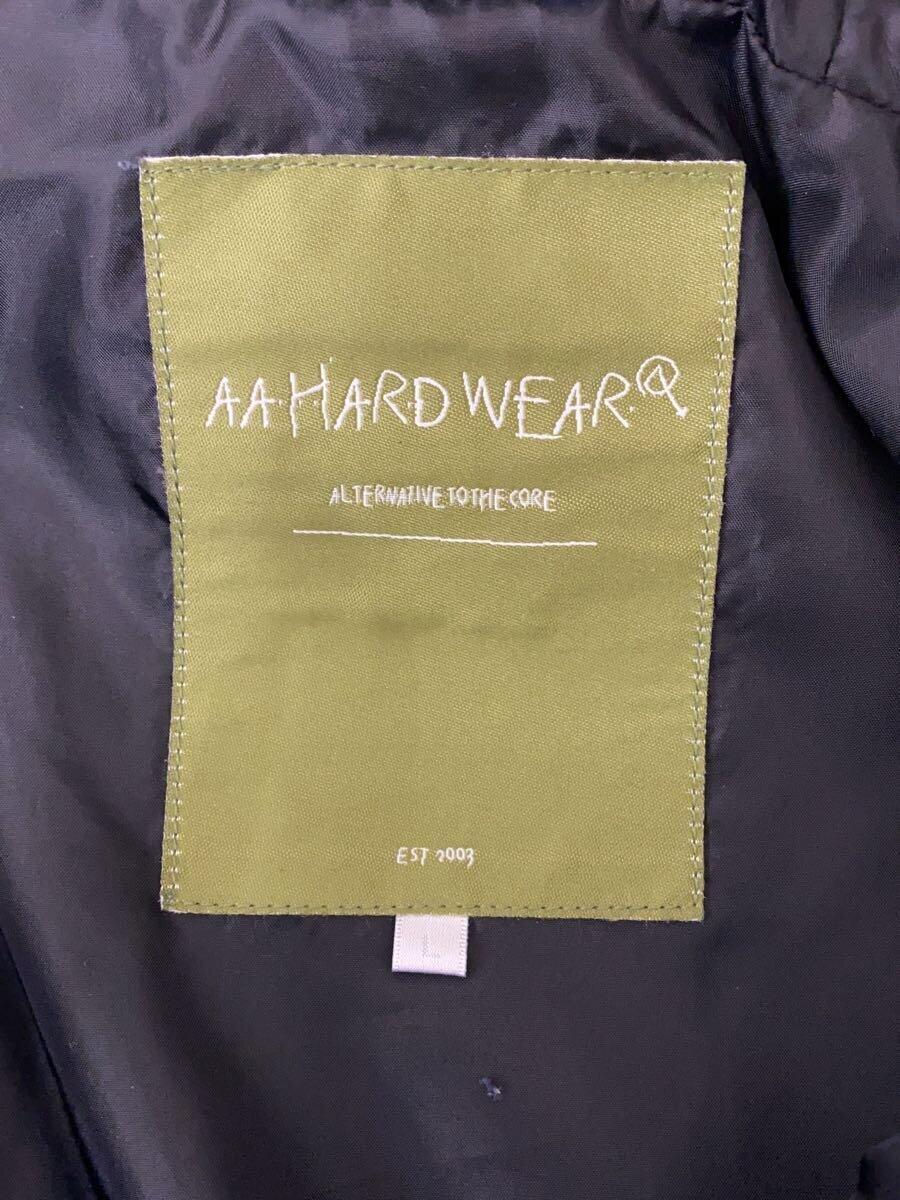 AA HARD WEAR.
ALTERNATIVE TO THE CORE
EST 2003
L